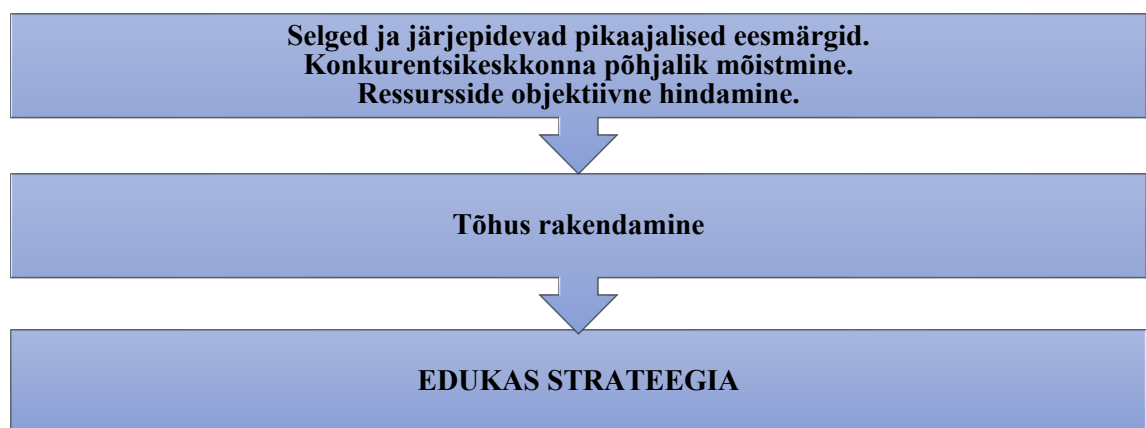 Selged ja järjepidevad pikaajalised eesmärgid.
Konkurentsikeskkonna põhjalik mõistmine.
Ressursside objektiivne hindamine.
Tõhus rakendamine
EDUKAS STRATEEGIA